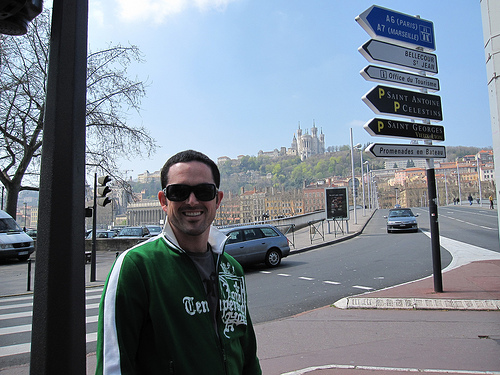 A6 (PARIS)
A7 (MARSEILLE)
BELLECOUR
ST JEAN
i Office du Tourisme
P SAINT ANTOINE
P CELESTINS
P SAINT GEORGES
Promenades en Bateau
Ten